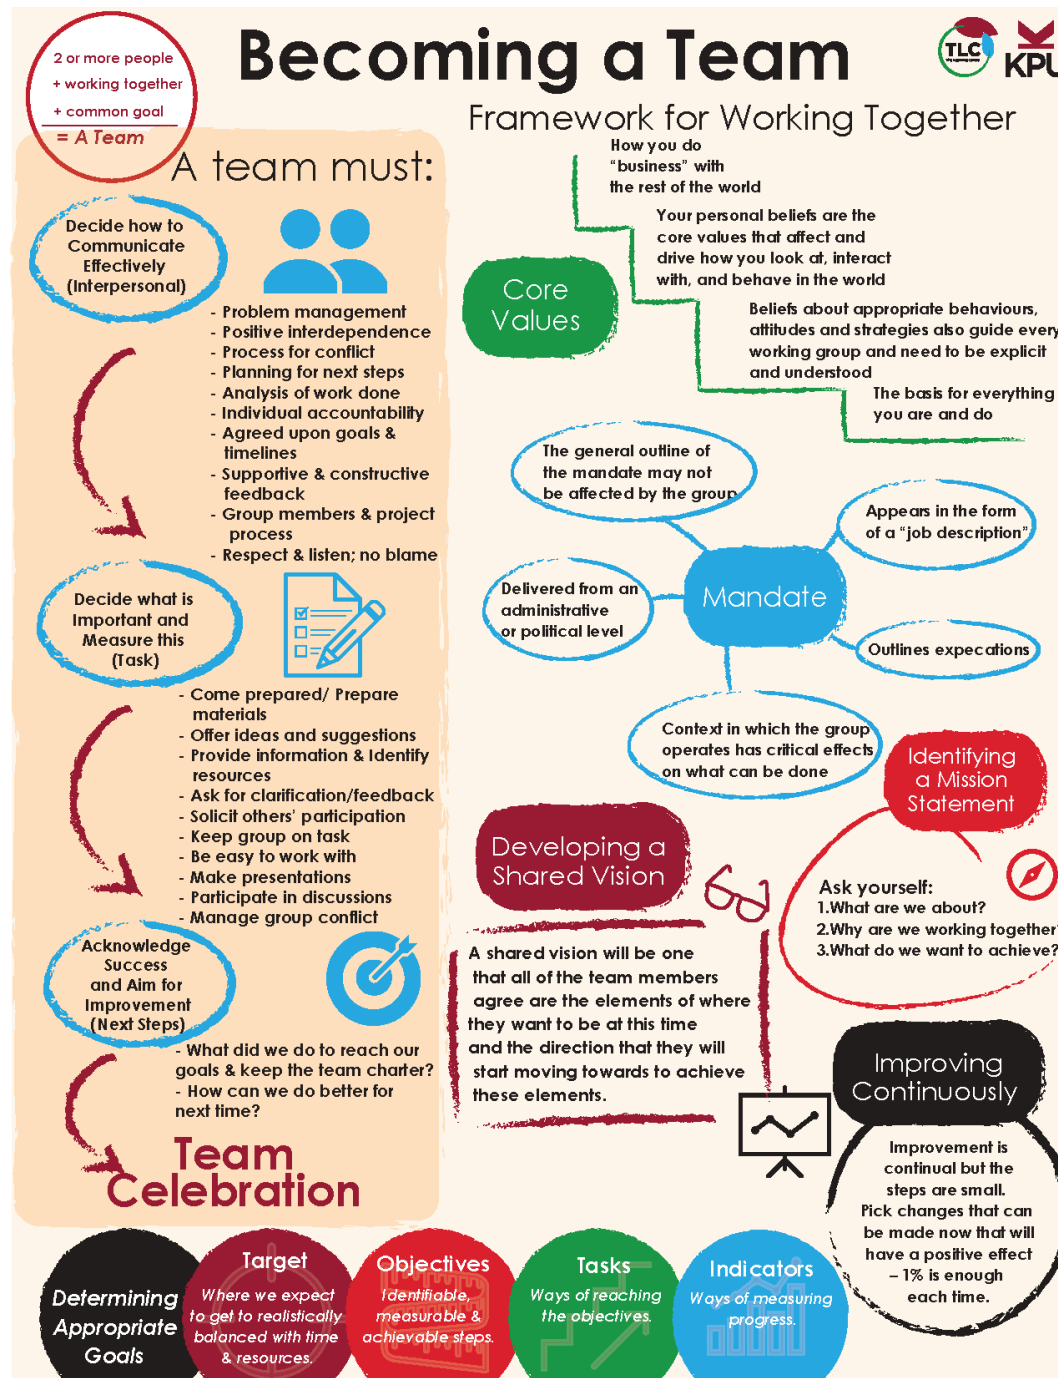 2 or more people
+ working together
+ common goal
= A Team
Becoming a Team
TLC
KPU
Framework for Working Together
A team must:
Decide how to
Communicate
Effectively
(Interpersonal)
- Problem management
- Positive interdependence
- Process for conflict
- Planning for next steps
- Analysis of work done
- Individual accountability
- Agreed upon goals &
timelines
- Supportive & constructive
feedback
- Group members & project
process
- Respect & listen; no blame
Decide what is
Important and
Measure this
(Task)
- Come prepared/ Prepare
materials
- Offer ideas and suggestions
- Provide information & Identify
resources
- Ask for clarification/feedback
- Solicit others' participation
- Keep group on task
- Be easy to work with
- Make presentations
- Participate in discussions
- Manage group conflict
Acknowledge
Success
and Aim for
Improvement
(Next Steps)
- What did we do to reach our
goals & keep the team charter?
- How can we do better for
next time?
Team
Celebration
Core
Values
How you do
"business" with
the rest of the world
Your personal beliefs are the
core values that affect and
drive how you look at, interact
with, and behave in the world
Beliefs about appropriate behaviours,
attitudes and strategies also guide every
working group and need to be explicit
and understood
The basis for everything
you are and do
Mandate
The general outline of
the mandate may not
be affected by the group
Appears in the form
of a "job description"
Delivered from an
administrative
or political level
Outlines expecations
Context in which the group
operates has critical effects
on what can be done
Identifying
a Mission
Statement
Ask yourself:
1.What are we about?
2.Why are we working together
3.What do we want to achieve?
Developing a
Shared Vision
A shared vision will be one
that all of the team members
agree are the elements of where
they want to be at this time
and the direction that they will
start moving towards to achieve
these elements.
Improving
Continuously
Improvement is
continual but the
steps are small.
Pick changes that can
be made now that will
have a positive effect
– 1% is enough
each time.
Determining
Appropriate
Goals
Target
Where we expect
to get to realistically
balanced with time
& resources.
Objectives
Identifiable,
measurable &
achievable steps.
Tasks
Ways of reaching
the objectives.
Indicators
Ways of measuring
progress.